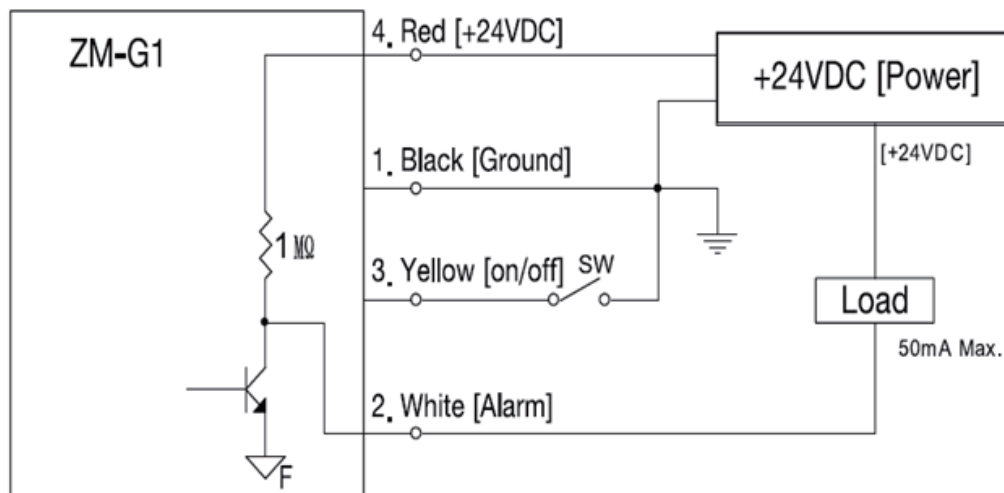 ZM-G1
4. Red [+24VDC]
+24VDC [Power]
[+24VDC]
1. Black [Ground]
1 MΩ
3. Yellow [on/off]
SW
Load
50mA Max.
2. White [Alarm]
F